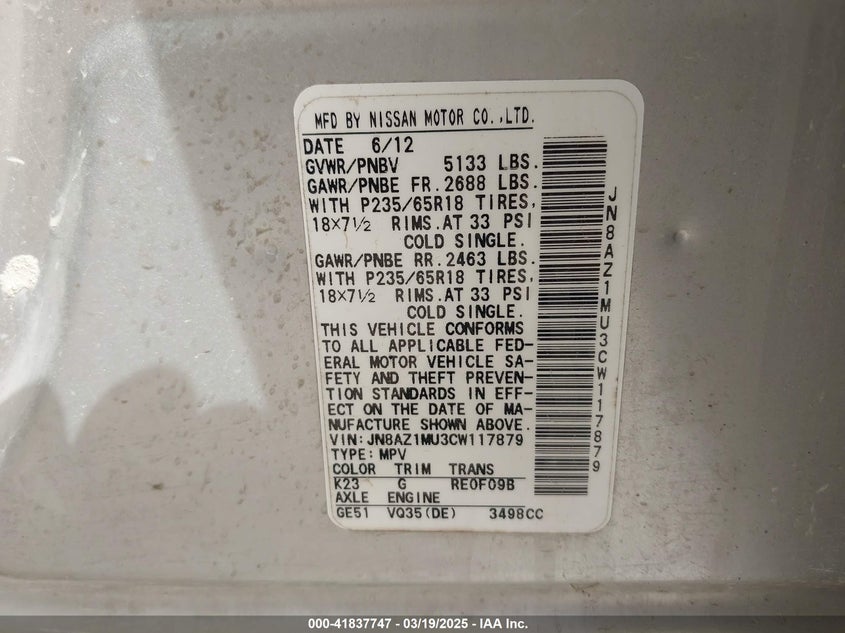 MFD BY NISSAN MOTOR CO.,LTD.
DATE 6/12
GVWR/PNBV 5133 LBS.
GAWR/PNBE FR.2688 LBS.
WITH P235/65R18 TIRES,
18×7½ RIMS.AT 33 PSI
COLD SINGLE.
GAWR/PNBE RR.2463 LBS.
WITH P235/65R18 TIRES,
18×7½ RIMS.AT 33 PSI
COLD SINGLE.
THIS VEHICLE CONFORMS
TO ALL APPLICABLE FED-
ERAL MOTOR VEHICLE SA-
FETY AND THEFT PREVEN-
TION STANDARDS IN EFF-
ECT ON THE DATE OF MA-
NUFACTURE SHOWN ABOVE.
VIN:JN8AZ1MU3CW117879
TYPE:MPV
COLOR TRIM TRANS
K23 G RE0F09B
AXLE ENGINE
GE51 VQ35(DE) 3498CC
JN8AZ1MU3CW117879
000-41837747 - 03/19/2025 - IAA Inc.